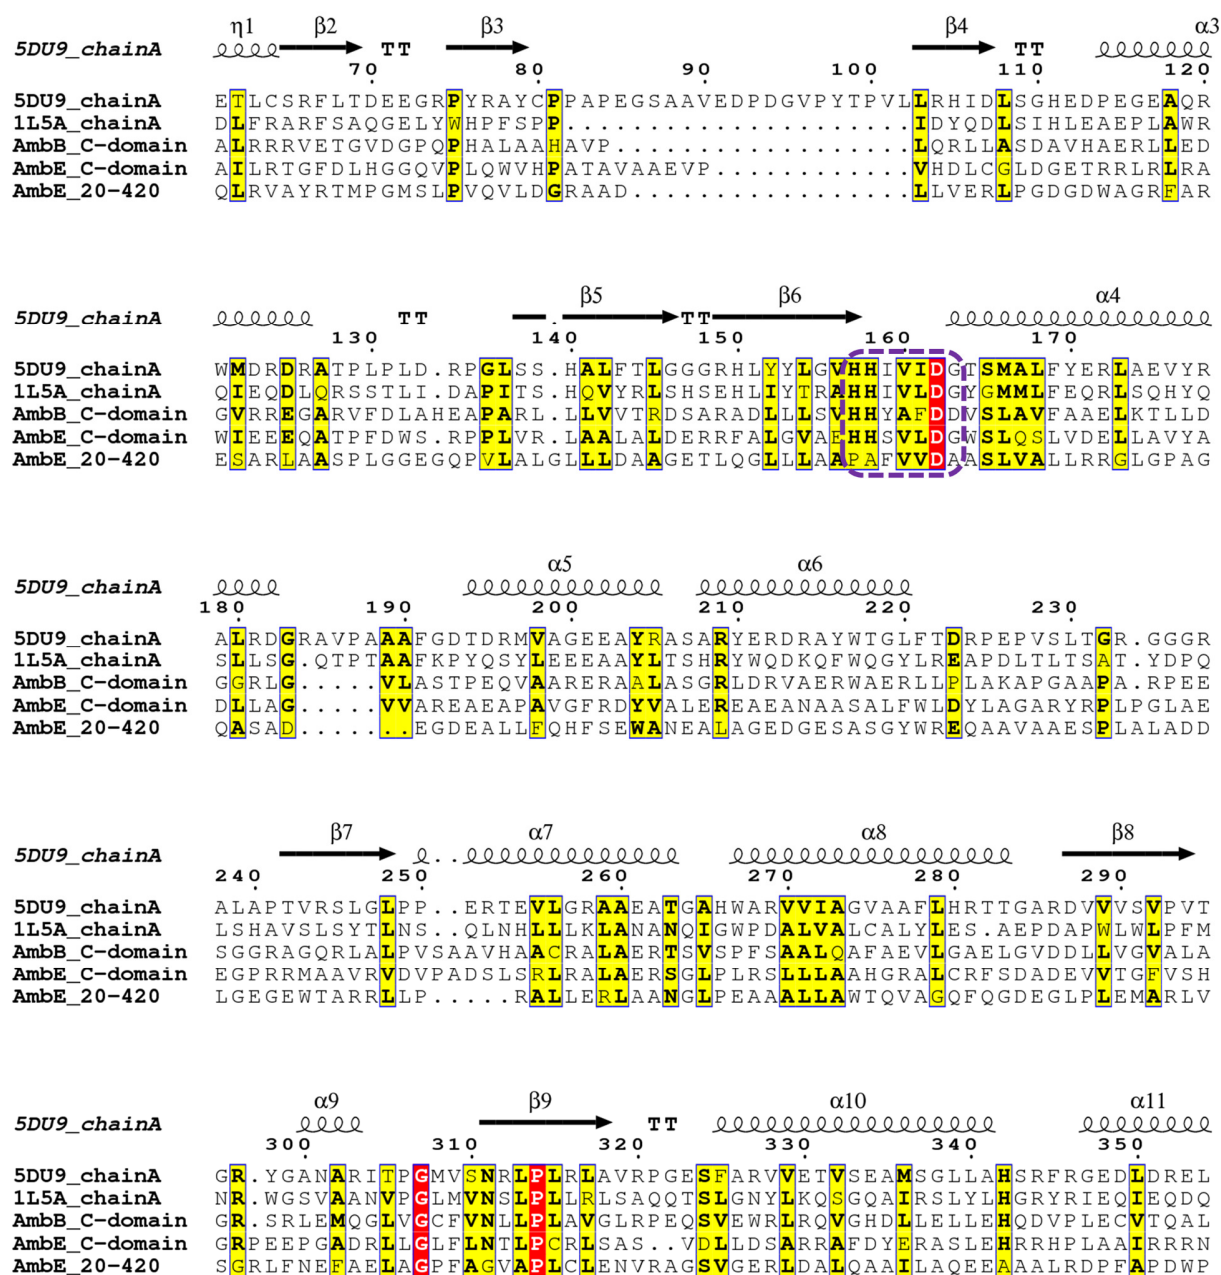 η1 β2 β3 β4 α3
5DU9_chainA TT TT
70 80 90 100 110 120
5DU9_chainA ETLCSRFLTDEEGRPYRAYCPPAPEGSAAVEDPDGVPYTPVLLRHIDLSGHEDPEGEAQR
1L5A_chainA DLFRARFSAQGELYWHPFSPP.....................IDYQDLSIHLEAEPLAWR
AmbB_C-domain ALRRRVETGVDGPQPHALAAHAVP..................LQRLLASDAVHAERLLED
AmbE_C-domain AILRTGFDLHGGQVPLQWVHPATAVAAEVP............VHDLCGLDGETRRLRLRA
AmbE_20-420 QLRVAYRTMPGMSLPVQVLDGRAAD.................LLVERLPGDGDWAGRFAR
β5 β6 α4
5DU9_chainA TT . TT
130 140 150 160 170
5DU9_chainA WMDRDRATPLPLD.RPGLSS.HALFTLGGGRHLYYLGVHHIVIDGTSMALFYERLAEVYR
1L5A_chainA QIEQDLQRSSTLI.DAPITS.HQVYRLSHSEHLIYTRAHHIVLDGYGMMLFEQRLSQHYQ
AmbB_C-domain GVRREGARVFDLAHEAPARL.LLVVTRDSARADLLLSVHHYAFDDVSLAVFAAELKTLLD
AmbE_C-domain WIEEEQATPFDWS.RPPLVR.LAALALDERRFALGVAEHHSVLDGWSLQSLVDELLAVYA
AmbE_20-420 ESARLAASPLGGEGQPVLALGLLLDAAGETLQGLLLAAPAFVVDAASLVALLRRGLGPAG
α5 α6
5DU9_chainA
180 190 200 210 220 230
5DU9_chainA ALRDGRAVPAAAFGDTDRMVAGEEAYRASARYERDRAYWTGLFTDRPEPVSLTGR.GGGR
1L5A_chainA SLLSG.QTPTAAFKPYQSYLEEEAAYLTSHRYWQDKQFWQGYLREAPDLTLTSAT.YDPQ
AmbB_C-domain GGRLG.....VLASTPEQVAARERAALASGRLDRVAERWAERLLPLAKAPGAAPA.RPEE
AmbE_C-domain DLLAG.....VVAREAEAPAVGFRDYVALEREAEANAASALFWLDYLAGARYRPLPGLAE
AmbE_20-420 QASAD.......EGDEALLFQHFSEWANEALAGEDGESASGYWREQAAVAAESPLALADD
β7 α7 α8 β8
5DU9_chainA ..
240 250 260 270 280 290
5DU9_chainA ALAPTVRSLGLPP..ERTEVLGRAAEATGAHWARVVIAGVAAFLHRTTGARDVVVSVPVT
1L5A_chainA LSHAVSLSYTLNS..QLNHLLLKLANANQIGWPDALVALCALYLES.AEPDAPWLWLPFM
AmbB_C-domain SGGRAGQRLALPVSAAVHACRALAERTSVSPFSAALQAFAEVLGAELGVDDLLVGVALA
AmbE_C-domain EGPRRMAAVRVDVPADSLSRLRALAERSGLPLRSLLLAAHGRALCRFSDADEVVTGFVSH
AmbE_20-420 LGEGEWTARRLLP.....RALLERLAANGLPEAAALLAWTQVAGQFQGDEGLPLEMARLV
α9 β9 α10 α11
5DU9_chainA TT
300 310 320 330 340 350
5DU9_chainA GR.YGANARITPGMVSNRLPLRLAVRPGESFARVVETVSEAMSGLLAHSRFRGEDLDREL
1L5A_chainA NR.WGSVAANVPGLMVNSLPLLRLSAQQTSLGNYLKQSGQAIRSLYLHGRYRIEQIEQDQ
AmbB_C-domain GR.SRLEMQGLVGCFVNLLPLAVGLRPEQSVEWRLRQVGHDLLELLEHQDVPLECVTQAL
AmbE_C-domain GRPEEPGADRLLGLFLNTLPCRLSAS..VDLLDSARRAFDYERASLEHRRHPLAAIRRRN
AmbE_20-420 SGRLFNEFAELAGPFAGVAPLCLENVRAGSVGERLDALQAAILAQEEAAALRDPFAPDWP